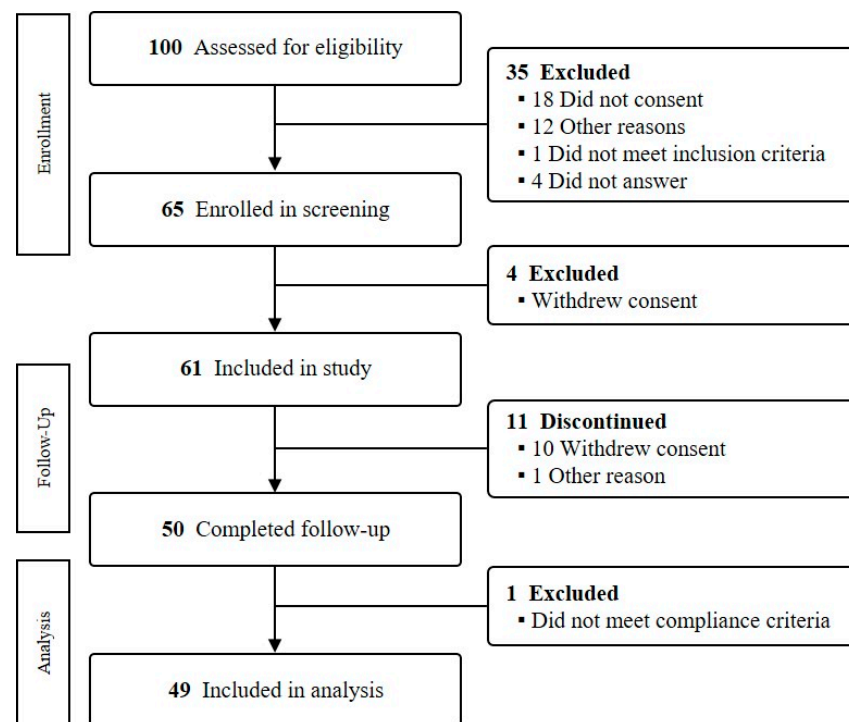 Enrollment
100 Assessed for eligibility
35 Excluded
▪ 18 Did not consent
▪ 12 Other reasons
▪ 1 Did not meet inclusion criteria
▪ 4 Did not answer
65 Enrolled in screening
4 Excluded
▪ Withdrew consent
61 Included in study
Follow-Up
11 Discontinued
▪ 10 Withdrew consent
▪ 1 Other reason
50 Completed follow-up
Analysis
1 Excluded
▪ Did not meet compliance criteria
49 Included in analysis